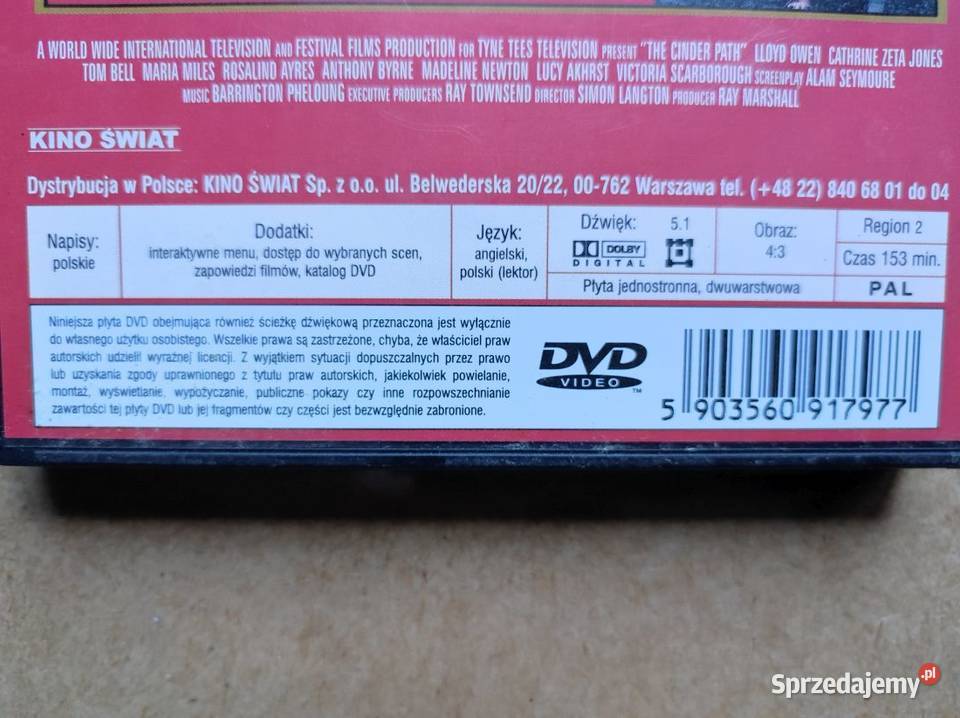 A WORLD WIDE INTERNATIONAL TELEVISION AND FESTIVAL FILMS PRODUCTION FOR TYNE TEES TELEVISION PRESENT "THE CINDER PATH" LLOYD OWEN CATHRINE ZETA JONES
TOM BELL MARIA MILES ROSALIND AYRES ANTHONY BYRNE MADELINE NEWTON LUCY AKHRST VICTORIA SCARBOROUGH SCREENPLAY ALAM SEYMOURE
MUSIC BARRINGTON PHELOUNG EXECUTIVE PRODUCERS RAY TOWNSEND DIRECTOR SIMON LANGTON PRODUCER RAY MARSHALL
KINO ŚWIAT
Dystrybucja w Polsce: KINO ŚWIAT Sp. z o.o. ul. Belwederska 20/22, 00-762 Warszawa tel. (+48 22) 840 68 01 do 04
Napisy:
polskie
Dodatki:
interaktywne menu, dostęp do wybranych scen,
zapowiedzi filmów, katalog DVD
Język:
angielski,
polski (lektor)
Dźwięk: 5.1
DOLBY
DIGITAL
Obraz:
4:3
Region 2
Czas 153 min.
Płyta jednostronna, dwuwarstwowa
PAL
Niniejsza płyta DVD obejmująca również ścieżkę dźwiękową przeznaczona jest wyłącznie
do własnego użytku osobistego. Wszelkie prawa są zastrzeżone, chyba, że właściciel praw
autorskich udzielił wyraźnej licencji. Z wyjątkiem sytuacji dopuszczalnych przez prawo
lub uzyskania zgody uprawnionego z tytułu praw autorskich, jakiekolwiek powielanie,
montaż, wyświetlanie, wypożyczanie, publiczne pokazy czy inne rozpowszechnianie
zawartości tej płyty DVD lub jej fragmentów czy części jest bezwzględnie zabronione.
DVD
VIDEO
TM
5 903560 917977
Sprzedajemy.pl